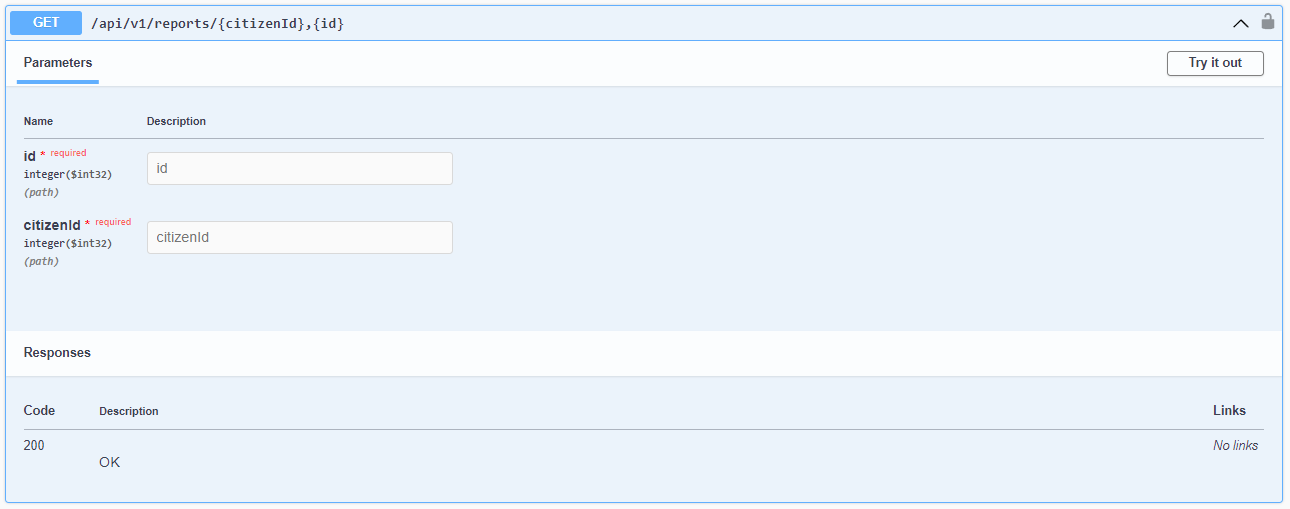 GET /api/v1/reports/{citizenId},{id}
Parameters
Try it out
Name Description
id * required
integer($int32)
(path)
id
citizenId * required
integer($int32)
(path)
citizenId
Responses
Code Description Links
200 No links
OK